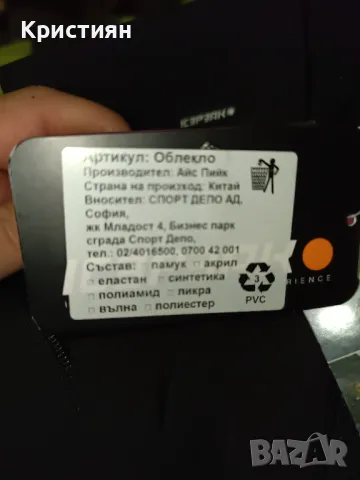 Кристиян
ICEPEAK
Артикул: Облекло
Производител: Айс Пийк
Страна на произход: Китай
Вносител: СПОРТ ДЕПО АД,
София,
жк Младост 4, Бизнес парк
сграда Спорт Депо,
тел.: 02/4016500, 0700 42 001
Състав: □ памук □ акрил
□ еластан □ синтетика
□ полиамид □ ликра
□ вълна □ полиестер
3
PVC
RIENCE
BAZAR